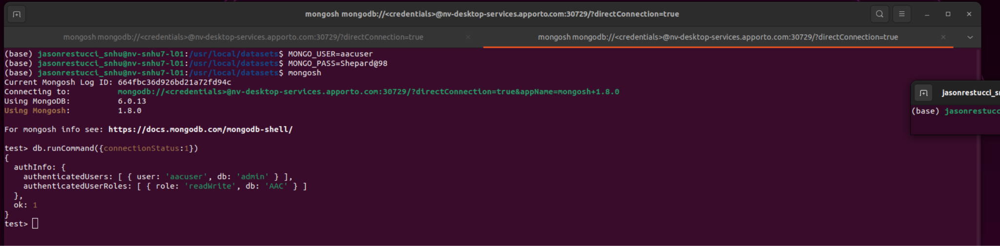 mongosh mongodb://<credentials>@nv-desktop-services.apporto.com:30729/?directConnection=true
mongosh mongodb://<credentials>@nv-desktop-services.apporto.com:30729/?directConnection=true
mongosh mongodb://<credentials>@nv-desktop-services.apporto.com:30729/?directConnection=true
(base) jasonrestucci_snhu@nv-snhu7-l01:/usr/local/datasets$ MONGO_USER=aacuser
(base) jasonrestucci_snhu@nv-snhu7-l01:/usr/local/datasets$ MONGO_PASS=Shepard@98
(base) jasonrestucci_snhu@nv-snhu7-l01:/usr/local/datasets$ mongosh
Current Mongosh Log ID: 664fbc36d926bd21a72fd94c
Connecting to:          mongodb://<credentials>@nv-desktop-services.apporto.com:30729/?directConnection=true&appName=mongosh+1.8.0
Using MongoDB:          6.0.13
Using Mongosh:          1.8.0
For mongosh info see: https://docs.mongodb.com/mongodb-shell/
test> db.runCommand({connectionStatus:1})
{
  authInfo: {
    authenticatedUsers: [ { user: 'aacuser', db: 'admin' } ],
    authenticatedUserRoles: [ { role: 'readWrite', db: 'AAC' } ]
  },
  ok: 1
}
test>
jasonrestucci_s
(base) jasonrestucc